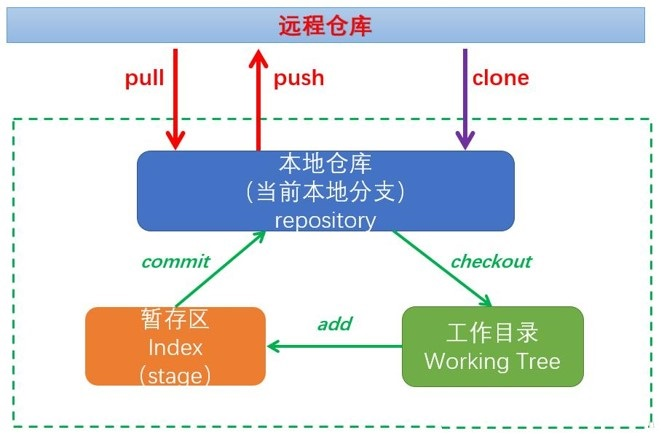 远程仓库
pull
push
clone
本地仓库
（当前本地分支）
repository
commit
checkout
暂存区
Index
(stage)
add
工作目录
Working Tree